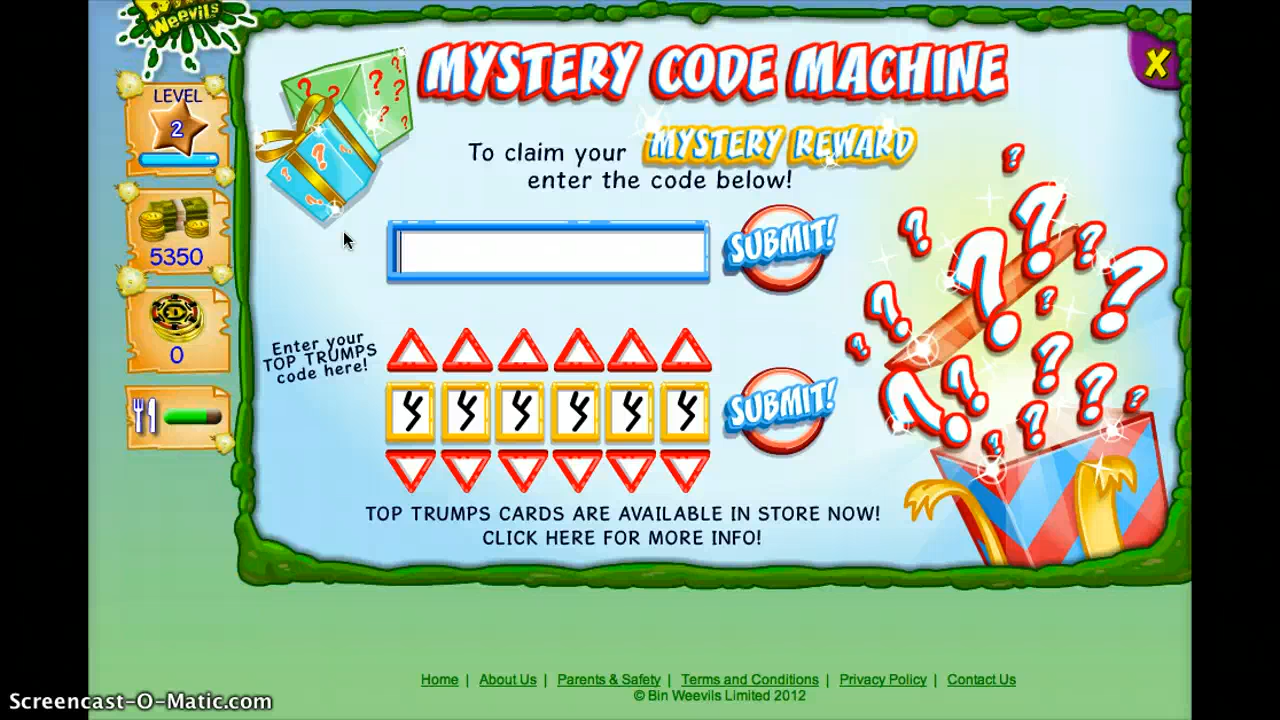 Weevils
LEVEL
2
5350
0
MYSTERY CODE MACHINE
X
To claim your MYSTERY REWARD
enter the code below!
SUBMIT!
Enter your
TOP TRUMPS
code here!
SUBMIT!
TOP TRUMPS CARDS ARE AVAILABLE IN STORE NOW!
CLICK HERE FOR MORE INFO!
Home | About Us | Parents & Safety | Terms and Conditions | Privacy Policy | Contact Us
© Bin Weevils Limited 2012
Screencast-O-Matic.com